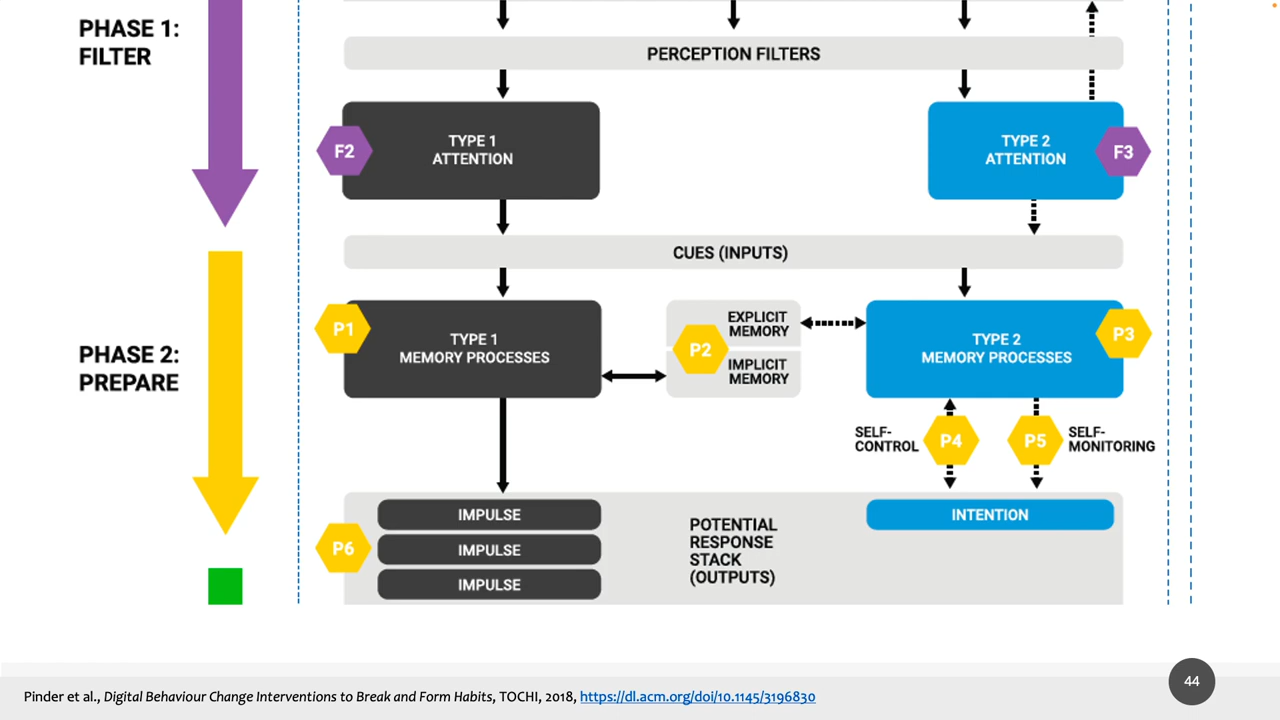 PHASE 1:
FILTER
PERCEPTION FILTERS
F2
TYPE 1
ATTENTION
TYPE 2
ATTENTION
F3
CUES (INPUTS)
PHASE 2:
PREPARE
P1
TYPE 1
MEMORY PROCESSES
P2
EXPLICIT
MEMORY
IMPLICIT
MEMORY
TYPE 2
MEMORY PROCESSES
P3
SELF-
CONTROL
P4
P5
SELF-
MONITORING
P6
IMPULSE
IMPULSE
IMPULSE
POTENTIAL
RESPONSE
STACK
(OUTPUTS)
INTENTION
Pinder et al., Digital Behaviour Change Interventions to Break and Form Habits, TOCHI, 2018, https://dl.acm.org/doi/10.1145/3196830
44